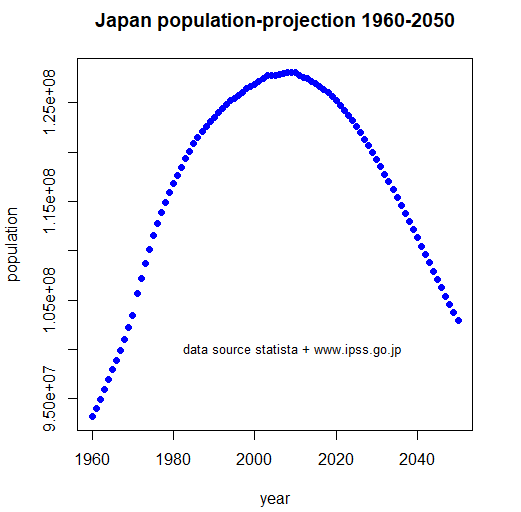 Japan population-projection 1960-2050
population
1.25e+08
1.15e+08
1.05e+08
9.50e+07
data source statista + www.ipss.go.jp
1960 1980 2000 2020 2040
year